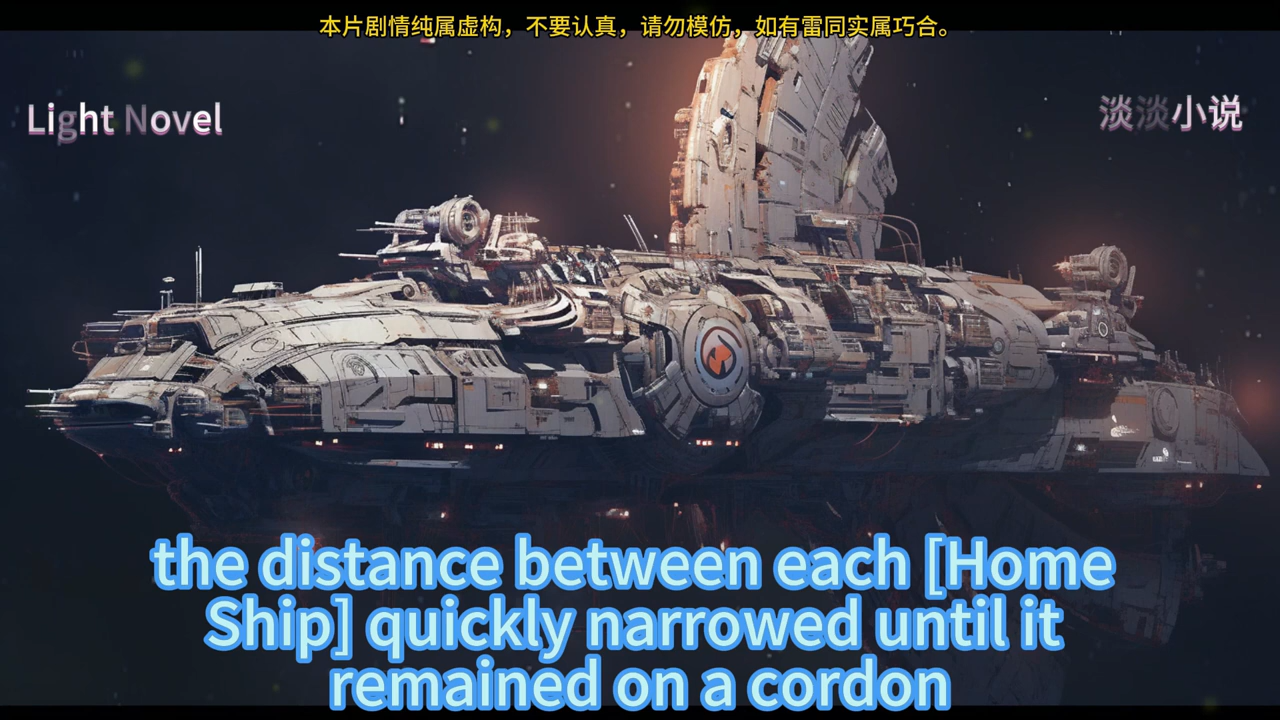 本片剧情纯属虚构，不要认真，请勿模仿，如有雷同实属巧合。
Light Novel
淡淡小说
the distance between each [Home
Ship] quickly narrowed until it
remained on a cordon